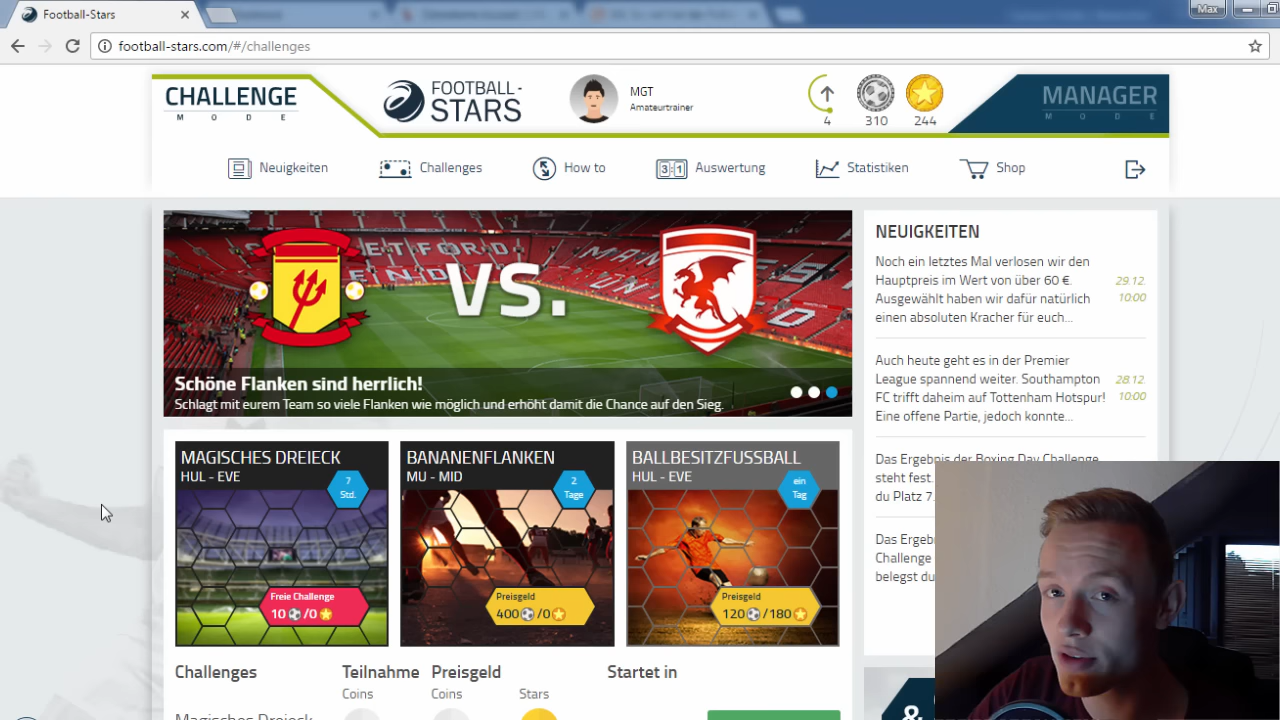 Football-Stars
Max
football-stars.com/#/challenges
CHALLENGE
MODE
FOOTBALL-
STARS
MGT
Amateurtrainer
4
310
244
MANAGER
MODE
Neuigkeiten
Challenges
How to
3:1
Auswertung
Statistiken
Shop
VS.
Schöne Flanken sind herrlich!
Schlagt mit eurem Team so viele Flanken wie möglich und erhöht damit die Chance auf den Sieg.
NEUIGKEITEN
Noch ein letztes Mal verlosen wir den
Hauptpreis im Wert von über 60 €.
Ausgewählt haben wir dafür natürlich
einen absoluten Kracher für euch...
29.12.
10:00
Auch heute geht es in der Premier
League spannend weiter. Southampton
FC trifft daheim auf Tottenham Hotspur!
Eine offene Partie, jedoch konnte...
28.12.
10:00
Das Ergebnis der Boxing Day Challenge
steht fest.
du Platz 7.
Das Ergebnis
Challenge
belegst du
MAGISCHES DREIECK
HUL - EVE
7
Std.
Freie Challenge
10 /0
BANANENFLANKEN
MU - MID
2
Tage
Preisgeld
400 /0
BALLBESITZFUSSBALL
HUL - EVE
ein
Tag
Preisgeld
120 /180
Challenges
Teilnahme
Preisgeld
Startet in
Coins
Coins
Stars
Magisches Dreieck
&